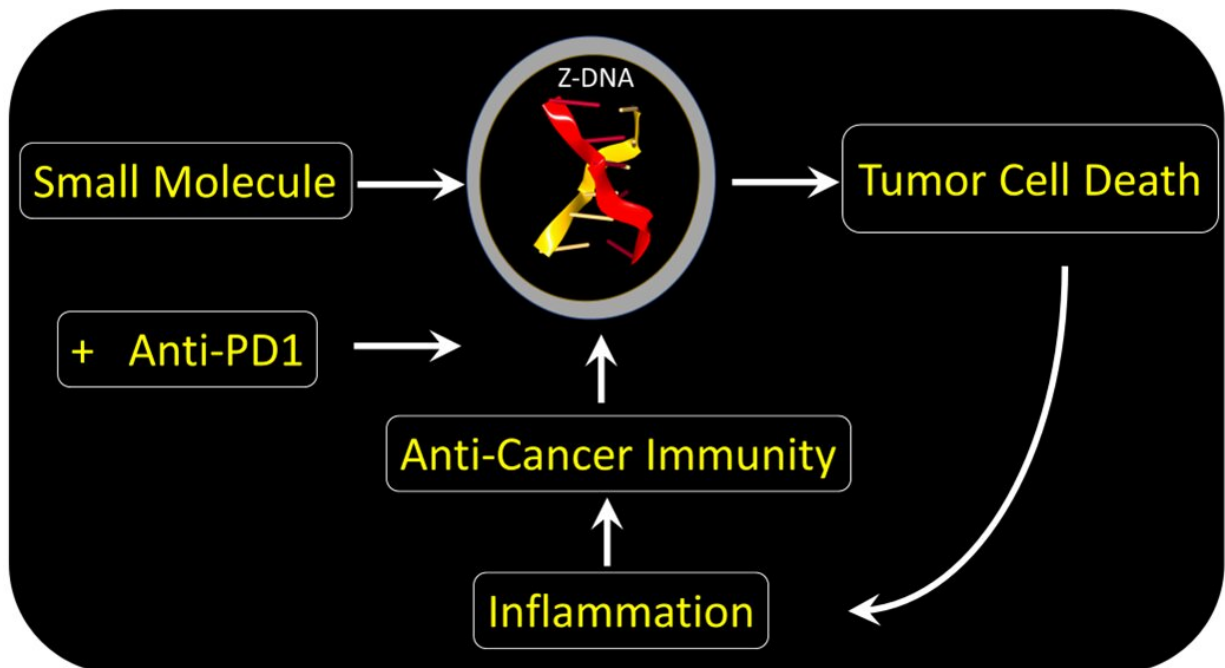 Z-DNA
Small Molecule
Tumor Cell Death
+ Anti-PD1
Anti-Cancer Immunity
Inflammation